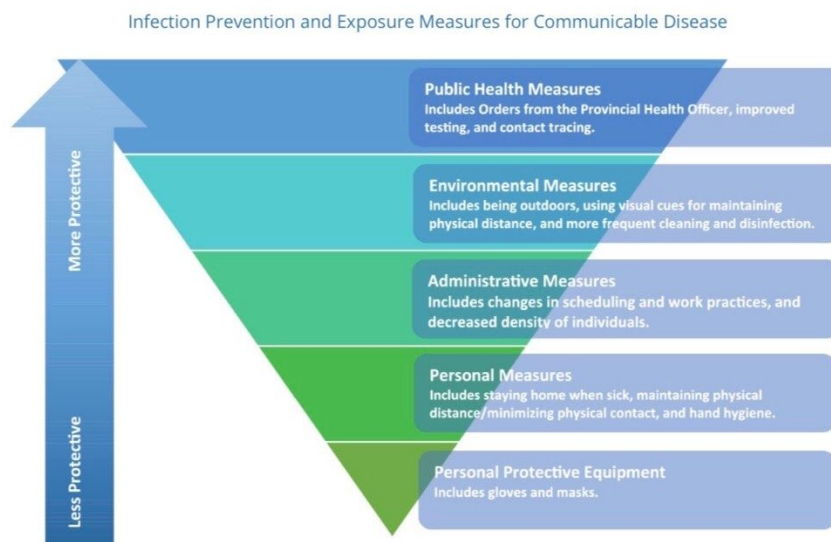 Infection Prevention and Exposure Measures for Communicable Disease
More Protective
Less Protective
Public Health Measures
Includes Orders from the Provincial Health Officer, improved
testing, and contact tracing.
Environmental Measures
Includes being outdoors, using visual cues for maintaining
physical distance, and more frequent cleaning and disinfection.
Administrative Measures
Includes changes in scheduling and work practices, and
decreased density of individuals.
Personal Measures
Includes staying home when sick, maintaining physical
distance/minimizing physical contact, and hand hygiene.
Personal Protective Equipment
Includes gloves and masks.